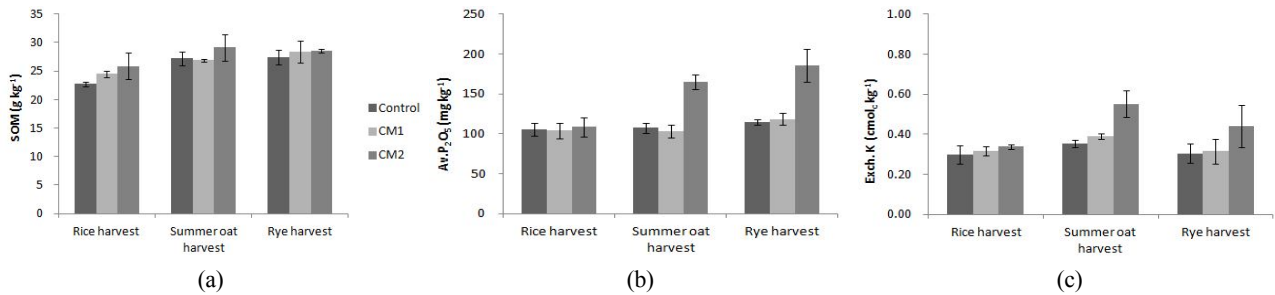 SOM (g kg⁻¹)
35
30
25
20
15
10
5
0
Rice harvest
Summer oat
harvest
Rye harvest
Control
CM1
CM2
(a)
Av.P₂O₅ (mg kg⁻¹)
250
200
150
100
50
0
Rice harvest
Summer oat
harvest
Rye harvest
(b)
Exch. K (cmol꜀ kg⁻¹)
1.00
0.80
0.60
0.40
0.20
0.00
Rice harvest
Summer oat
harvest
Rye harvest
(c)